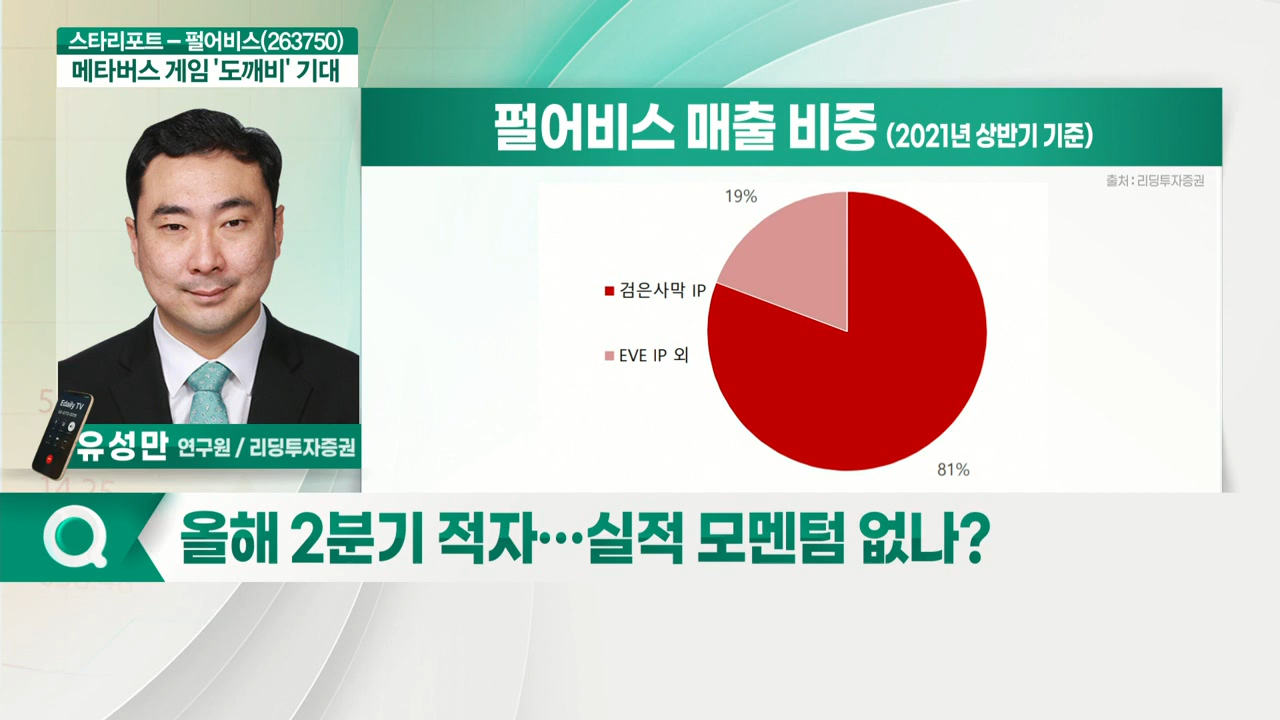 스타리포트 – 펄어비스(263750)
메타버스 게임 '도깨비' 기대
펄어비스 매출 비중 (2021년 상반기 기준)
출처 : 리딩투자증권
19%
검은사막 IP
EVE IP 외
81%
Edaily TV
유성만 연구원 / 리딩투자증권
Q 올해 2분기 적자…실적 모멘텀 없나?